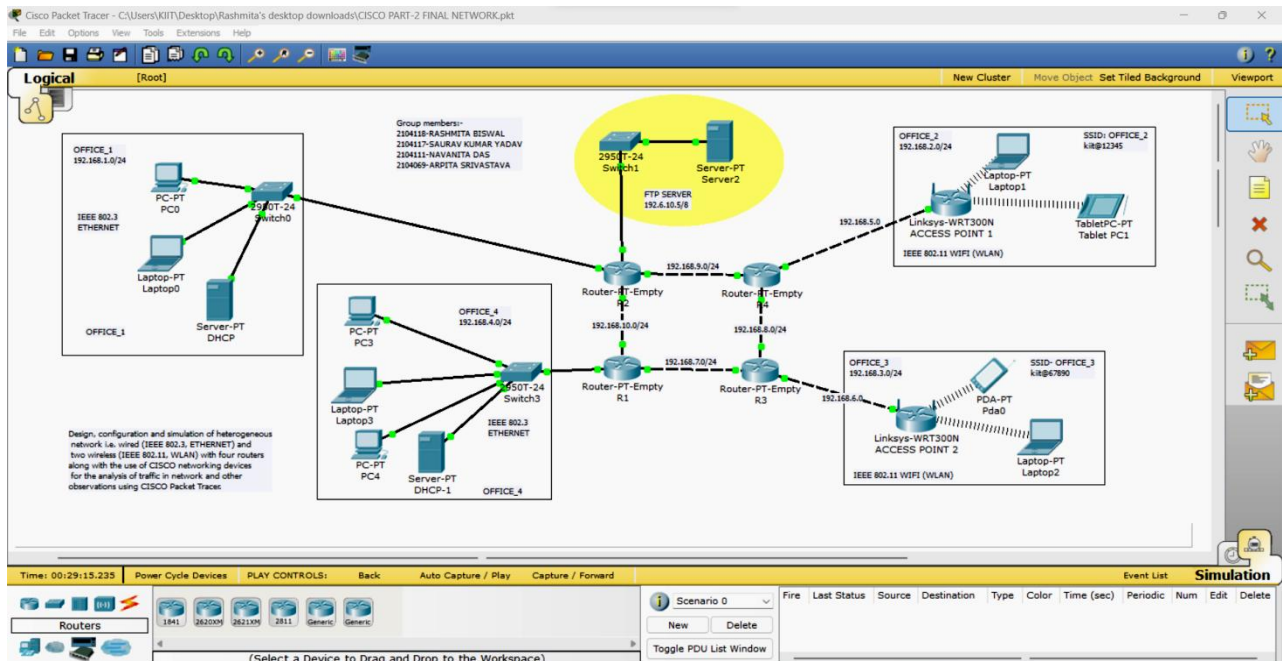 Cisco Packet Tracer - C:\Users\KIIT\Desktop\Rashmita's desktop downloads\CISCO PART-2 FINAL NETWORK.pkt
File Edit Options View Tools Extensions Help
Logical
[Root]
New Cluster
Move Object
Set Tiled Background
Viewport
Group members:-
2104118-RASHMITA BISWAL
2104117-SAURAV KUMAR YADAV
2104111-NAVANITA DAS
2104069-ARPITA SRIVASTAVA
OFFICE_1
192.168.1.0/24
PC-PT
PC0
2950T-24
Switch0
IEEE 802.3
ETHERNET
Laptop-PT
Laptop0
Server-PT
DHCP
OFFICE_1
2950T-24
Switch1
Server-PT
Server2
FTP SERVER
192.6.10.5/8
OFFICE_2
192.168.2.0/24
SSID: OFFICE_2
kiit@12345
Laptop-PT
Laptop1
Linksys-WRT300N
ACCESS POINT 1
TabletPC-PT
Tablet PC1
IEEE 802.11 WIFI (WLAN)
192.168.5.0
192.168.9.0/24
Router-PT-Empty
R2
Router-PT-Empty
R4
192.168.10.0/24
192.168.8.0/24
192.168.7.0/24
Router-PT-Empty
R1
Router-PT-Empty
R3
192.168.6.0
OFFICE_4
192.168.4.0/24
PC-PT
PC3
2950T-24
Switch3
Laptop-PT
Laptop3
IEEE 802.3
ETHERNET
PC-PT
PC4
Server-PT
DHCP-1
OFFICE_4
OFFICE_3
192.168.3.0/24
SSID- OFFICE_3
kiit@67890
PDA-PT
Pda0
Linksys-WRT300N
ACCESS POINT 2
Laptop-PT
Laptop2
IEEE 802.11 WIFI (WLAN)
Design, configuration and simulation of heterogeneous
network i.e. wired (IEEE 802.3, ETHERNET) and
two wireless (IEEE 802.11, WLAN) with four routers
along with the use of CISCO networking devices
for the analysis of traffic in network and other
observations using CISCO Packet Tracer.
Time: 00:29:15.235
Power Cycle Devices
PLAY CONTROLS:
Back
Auto Capture / Play
Capture / Forward
Event List
Simulation
Routers
1841
2620XM
2621XM
2811
Generic
Generic
(Select a Device to Drag and Drop to the Workspace)
Scenario 0
New
Delete
Toggle PDU List Window
Fire Last Status Source Destination Type Color Time (sec) Periodic Num Edit Delete